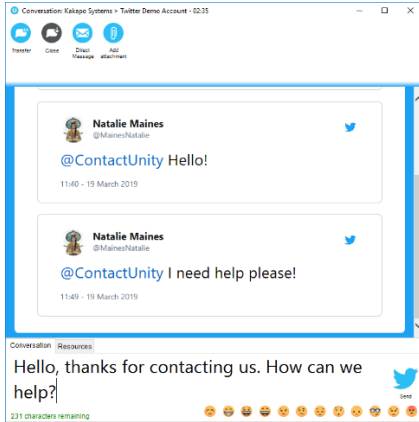 Conversation: Kakapo Systems > Twitter Demo Account - 02:35
Transfer
Close
Direct
Message
Add
attachment
Natalie Maines
@MainesNatalie
@ContactUnity Hello!
11:40 - 19 March 2019
Natalie Maines
@MainesNatalie
@ContactUnity I need help please!
11:49 - 19 March 2019
Conversation Resources
Hello, thanks for contacting us. How can we
help?
Send
231 characters remaining